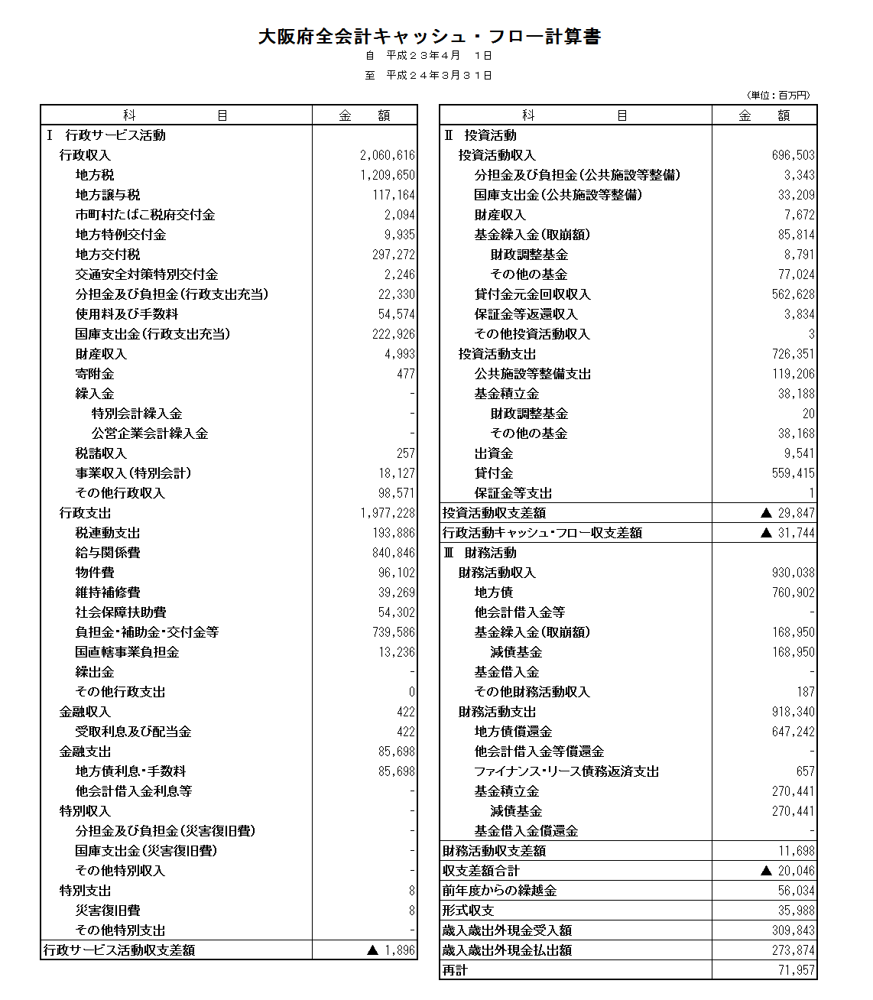 大阪府全会計キャッシュ・フロー計算書
自　平成２３年４月　１日
至　平成２４年３月３１日
（単位：百万円）
科　目　金　額
Ⅰ　行政サービス活動
行政収入　2,060,616
地方税　1,209,650
地方譲与税　117,164
市町村たばこ税府交付金　2,094
地方特例交付金　9,935
地方交付税　297,272
交通安全対策特別交付金　2,246
分担金及び負担金（行政支出充当）　22,330
使用料及び手数料　54,574
国庫支出金（行政支出充当）　222,926
財産収入　4,993
寄附金　477
繰入金　-
特別会計繰入金　-
公営企業会計繰入金　-
税諸収入　257
事業収入（特別会計）　18,127
その他行政収入　98,571
行政支出　1,977,228
税連動支出　193,886
給与関係費　840,846
物件費　96,102
維持補修費　39,269
社会保障扶助費　54,302
負担金・補助金・交付金等　739,586
国直轄事業負担金　13,236
繰出金　-
その他行政支出　0
金融収入　422
受取利息及び配当金　422
金融支出　85,698
地方債利息・手数料　85,698
他会計借入金利息等　-
特別収入　-
分担金及び負担金（災害復旧費）　-
国庫支出金（災害復旧費）　-
その他特別収入　-
特別支出　8
災害復旧費　8
その他特別支出　-
行政サービス活動収支差額　▲ 1,896
科　目　金　額
Ⅱ　投資活動
投資活動収入　696,503
分担金及び負担金（公共施設等整備）　3,343
国庫支出金（公共施設等整備）　33,209
財産収入　7,672
基金繰入金（取崩額）　85,814
財政調整基金　8,791
その他の基金　77,024
貸付金元金回収収入　562,628
保証金等返還収入　3,834
その他投資活動収入　3
投資活動支出　726,351
公共施設等整備支出　119,206
基金積立金　38,188
財政調整基金　20
その他の基金　38,168
出資金　9,541
貸付金　559,415
保証金等支出　1
投資活動収支差額　▲ 29,847
行政活動キャッシュ・フロー収支差額　▲ 31,744
Ⅲ　財務活動
財務活動収入　930,038
地方債　760,902
他会計借入金等　-
基金繰入金（取崩額）　168,950
減債基金　168,950
基金借入金　-
その他財務活動収入　187
財務活動支出　918,340
地方債償還金　647,242
他会計借入金等償還金　-
ファイナンス・リース債務返済支出　657
基金積立金　270,441
減債基金　270,441
基金借入金償還金　-
財務活動収支差額　11,698
収支差額合計　▲ 20,046
前年度からの繰越金　56,034
形式収支　35,988
歳入歳出外現金受入額　309,843
歳入歳出外現金払出額　273,874
再計　71,957